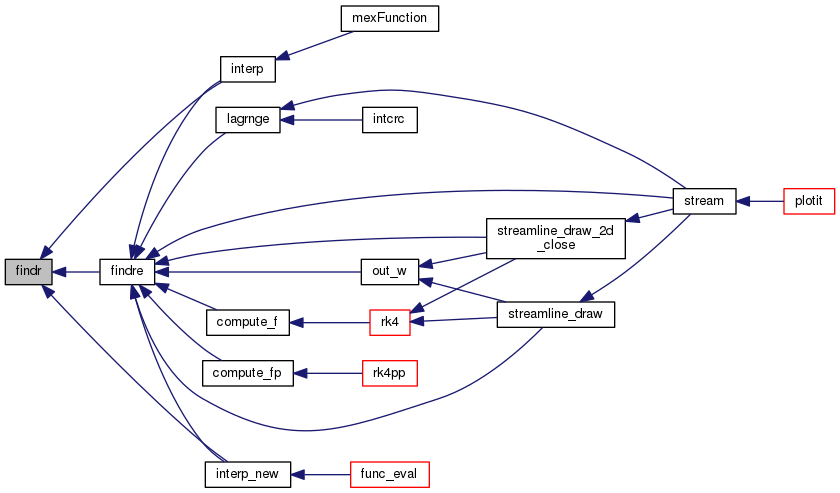 mexFunction
interp
lagrnge
intcrc
stream
plotit
streamline_draw_2d
_close
findr
findre
out_w
compute_f
rk4
streamline_draw
compute_fp
rk4pp
interp_new
func_eval